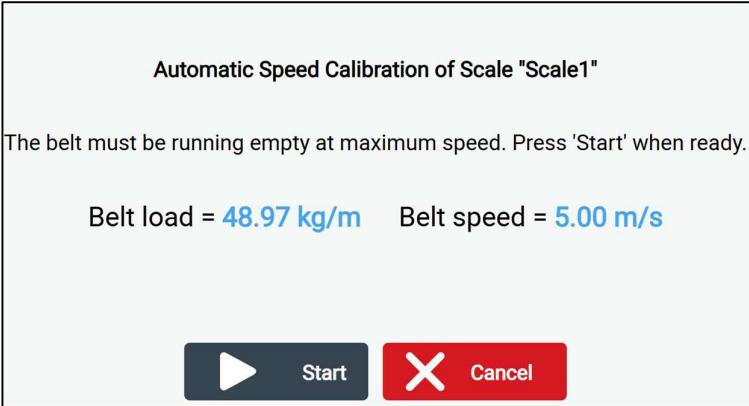 Automatic Speed Calibration of Scale "Scale1"
The belt must be running empty at maximum speed. Press 'Start' when ready.
Belt load = 48.97 kg/m Belt speed = 5.00 m/s
Start Cancel